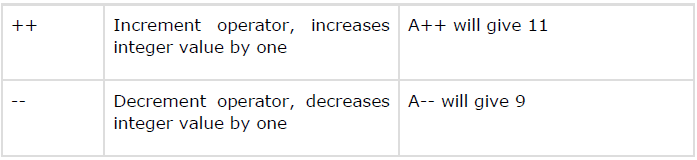 ++ Increment operator, increases A++ will give 11
integer value by one
-- Decrement operator, decreases A-- will give 9
integer value by one